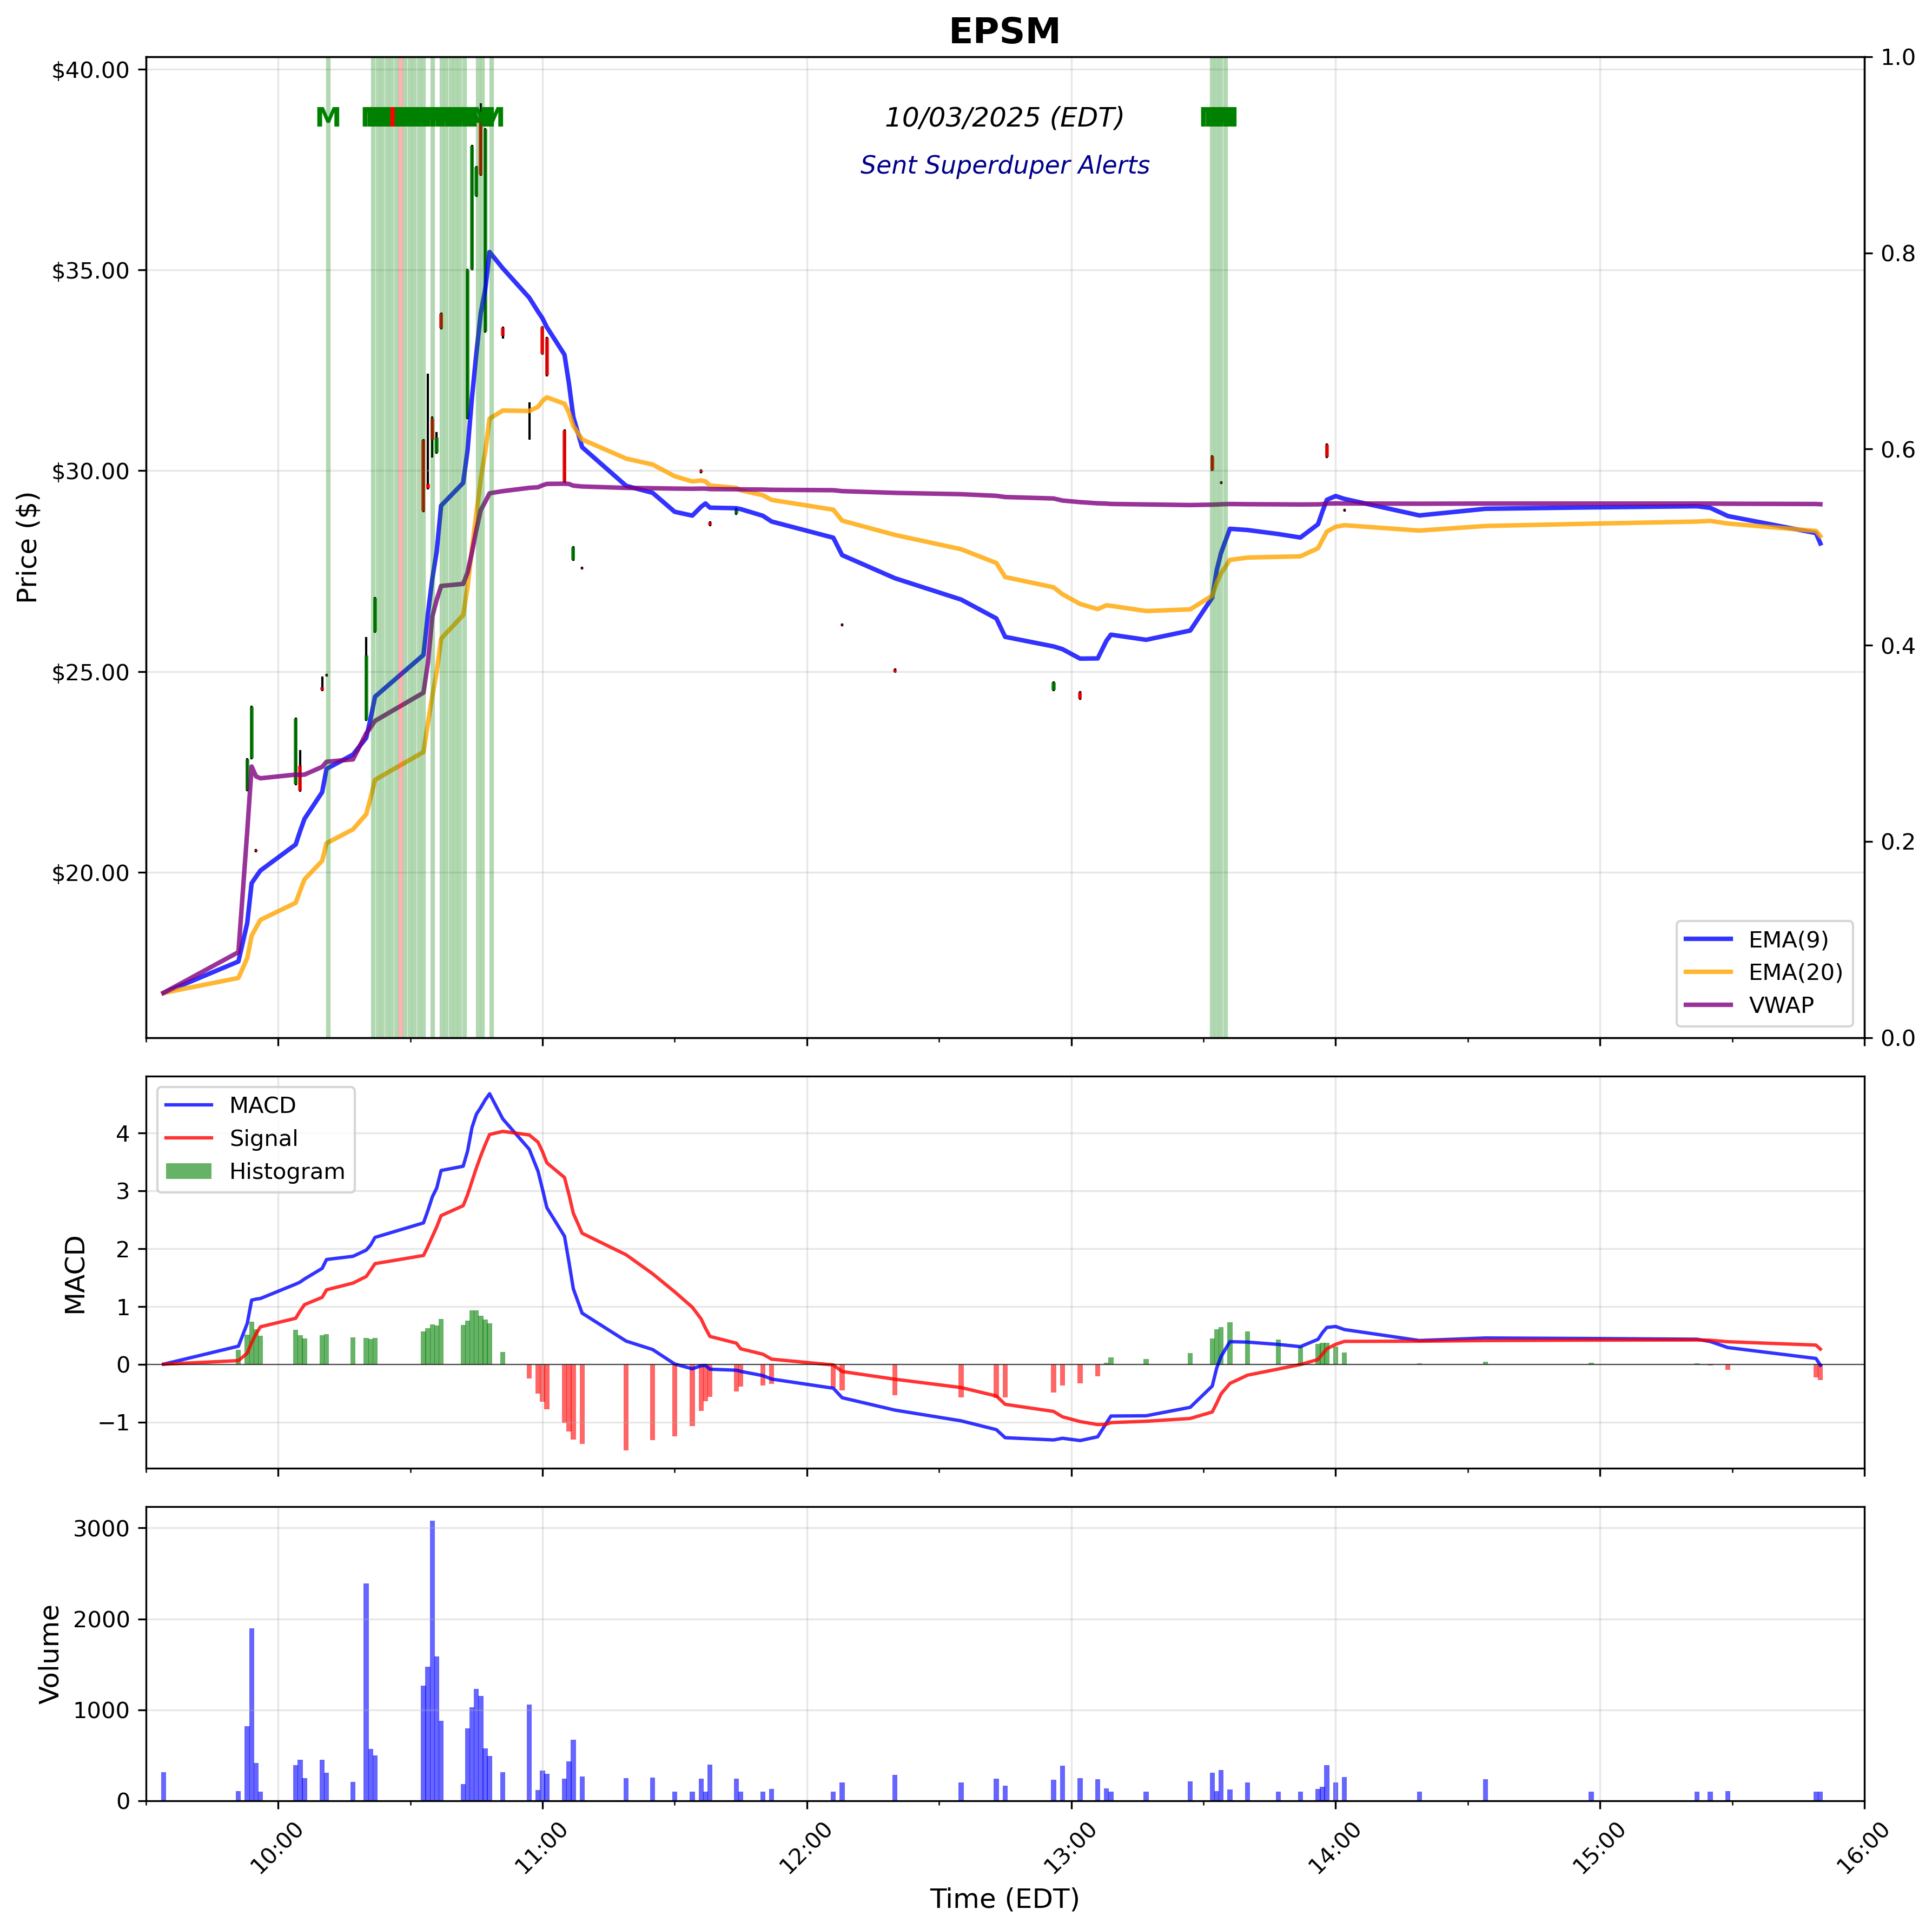 EPSM
$40.00
$35.00
$30.00
$25.00
$20.00
Price ($)
1.0
0.8
0.6
0.4
0.2
0.0
M
M
10/03/2025 (EDT)
Sent Superduper Alerts
EMA(9)
EMA(20)
VWAP
MACD
Signal
Histogram
4
3
2
1
0
−1
MACD
3000
2000
1000
0
Volume
10:00
11:00
12:00
13:00
14:00
15:00
16:00
Time (EDT)